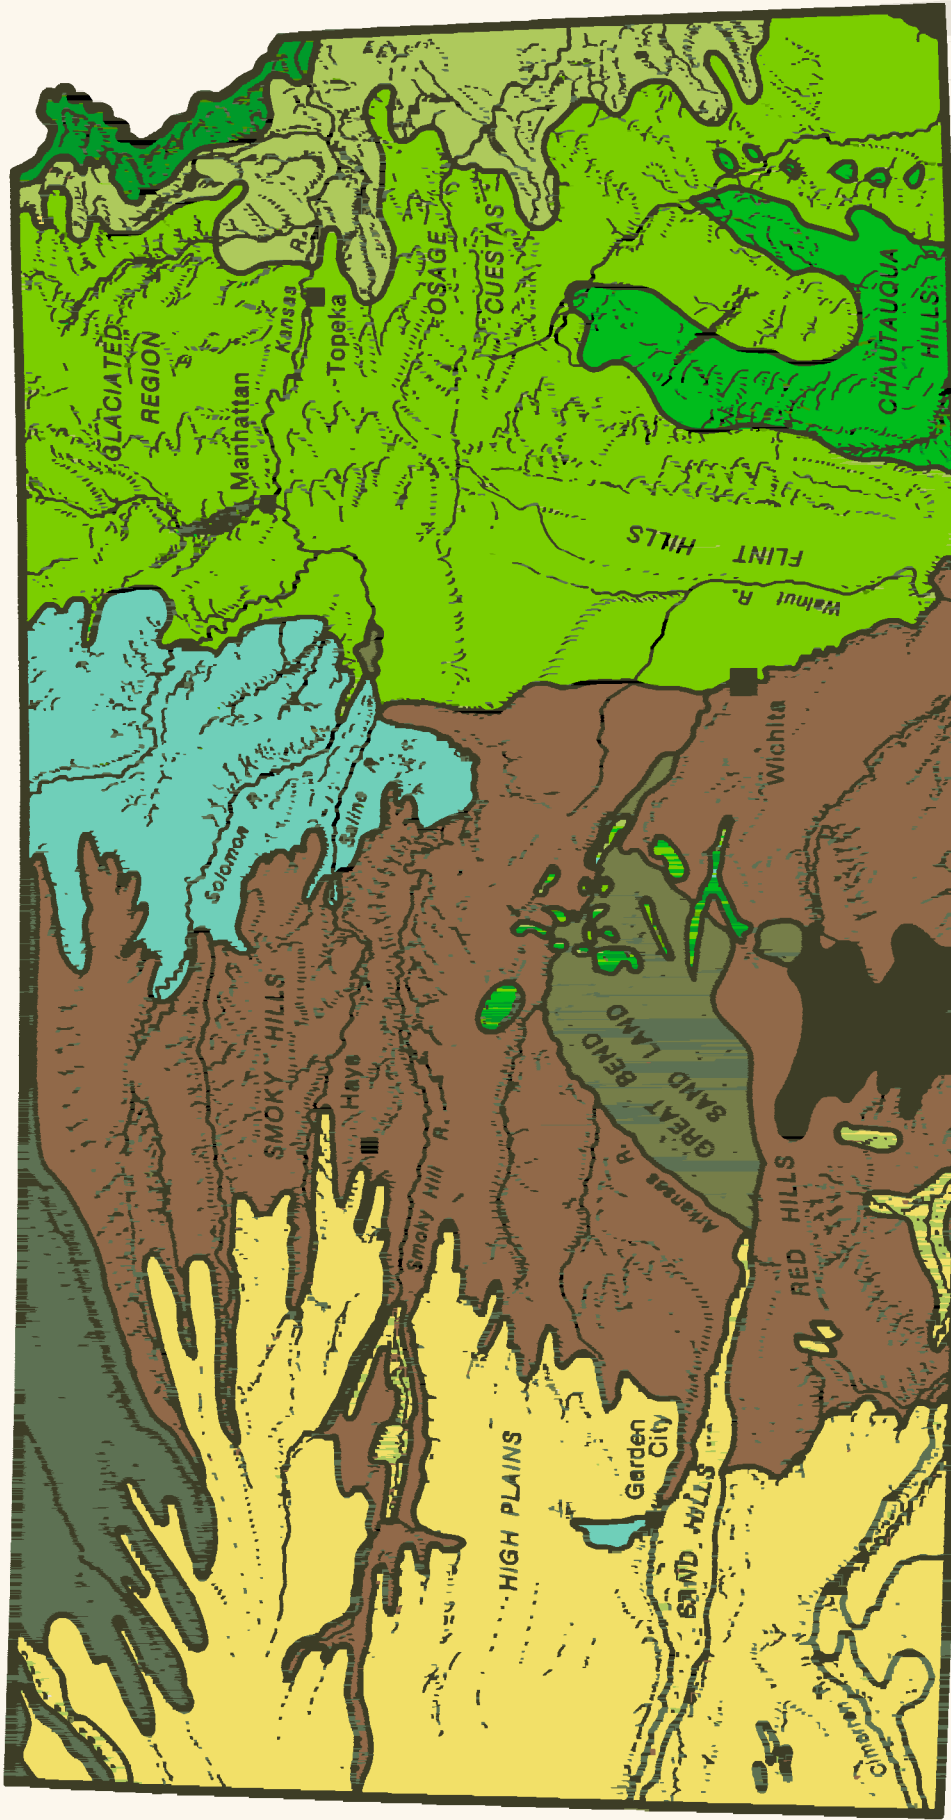 GLACIATED
REGION
Manhattan
Kansas
R.
Topeka
OSAGE
CUESTAS
CHAUTAUQUA
HILLS
FLINT
HILLS
Walnut R.
Wichita
Solomon R.
Saline R.
SMOKY HILLS
Hays
Smoky Hill R.
GREAT BEND
SAND LAND
Arkansas R.
RED HILLS
HIGH PLAINS
Garden
City
SAND HILLS
Cimarron